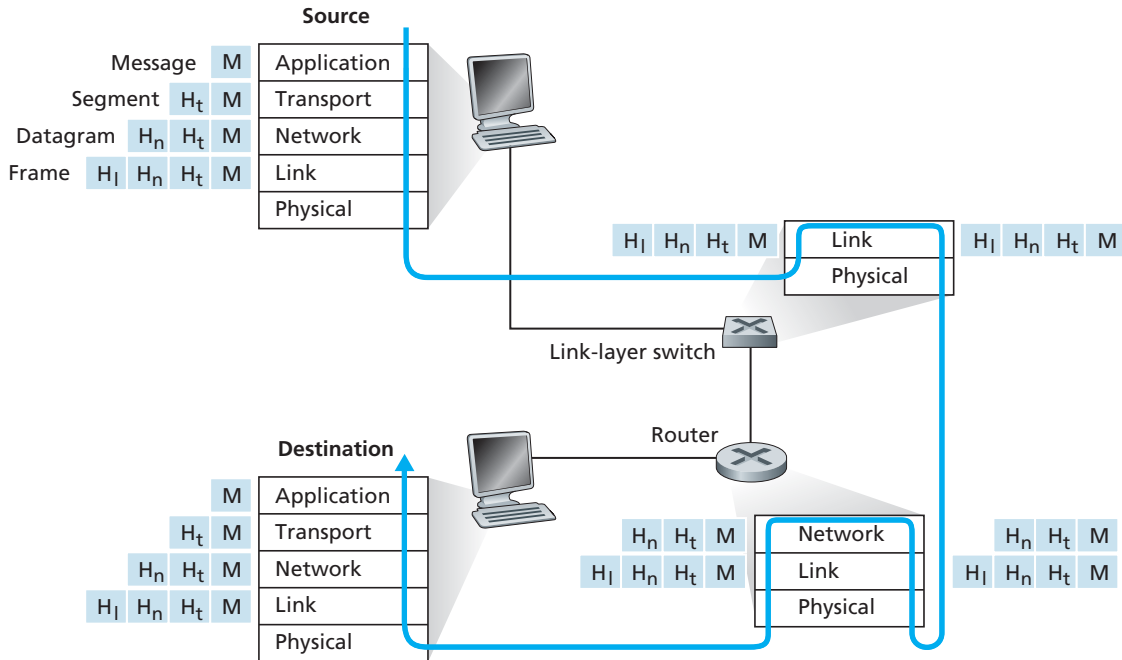 Source
Message M Application
Segment Ht M Transport
Datagram Hn Ht M Network
Frame Hl Hn Ht M Link
Physical
Hl Hn Ht M Link Hl Hn Ht M
Physical
Link-layer switch
Router
Destination
M Application
Ht M Transport
Hn Ht M Network
Hl Hn Ht M Link
Physical
Hn Ht M Network Hn Ht M
Hl Hn Ht M Link Hl Hn Ht M
Physical